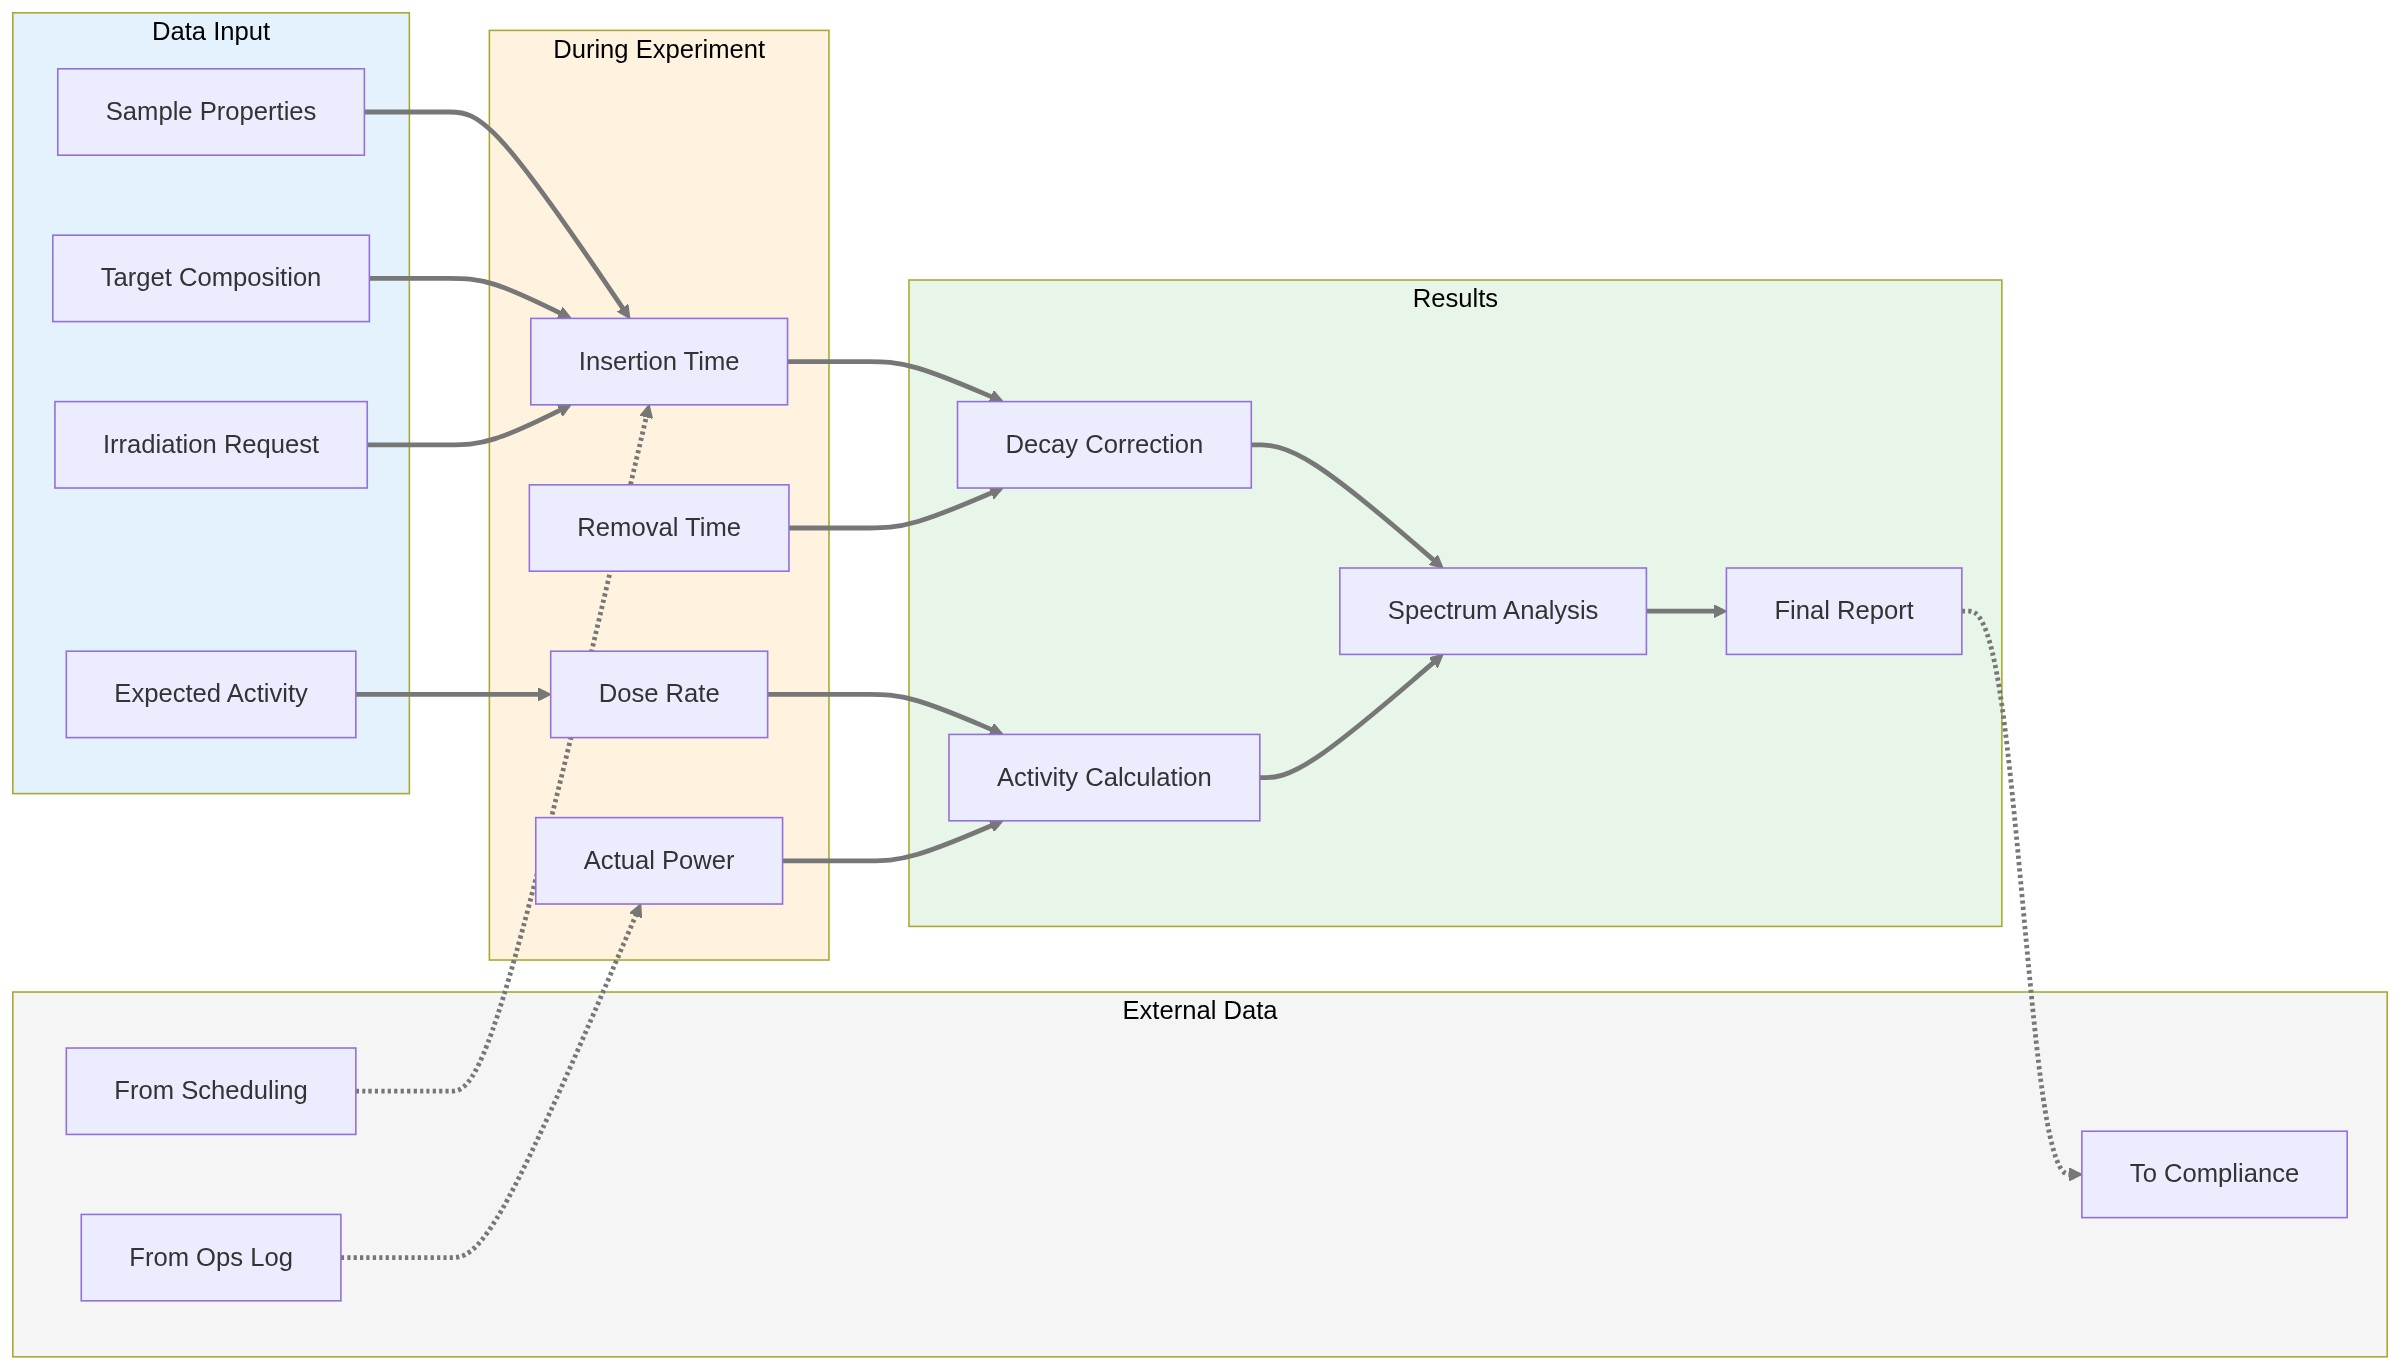 Data Input
Sample Properties
Target Composition
Irradiation Request
Expected Activity
During Experiment
Insertion Time
Removal Time
Dose Rate
Actual Power
Results
Decay Correction
Activity Calculation
Spectrum Analysis
Final Report
External Data
From Scheduling
From Ops Log
To Compliance